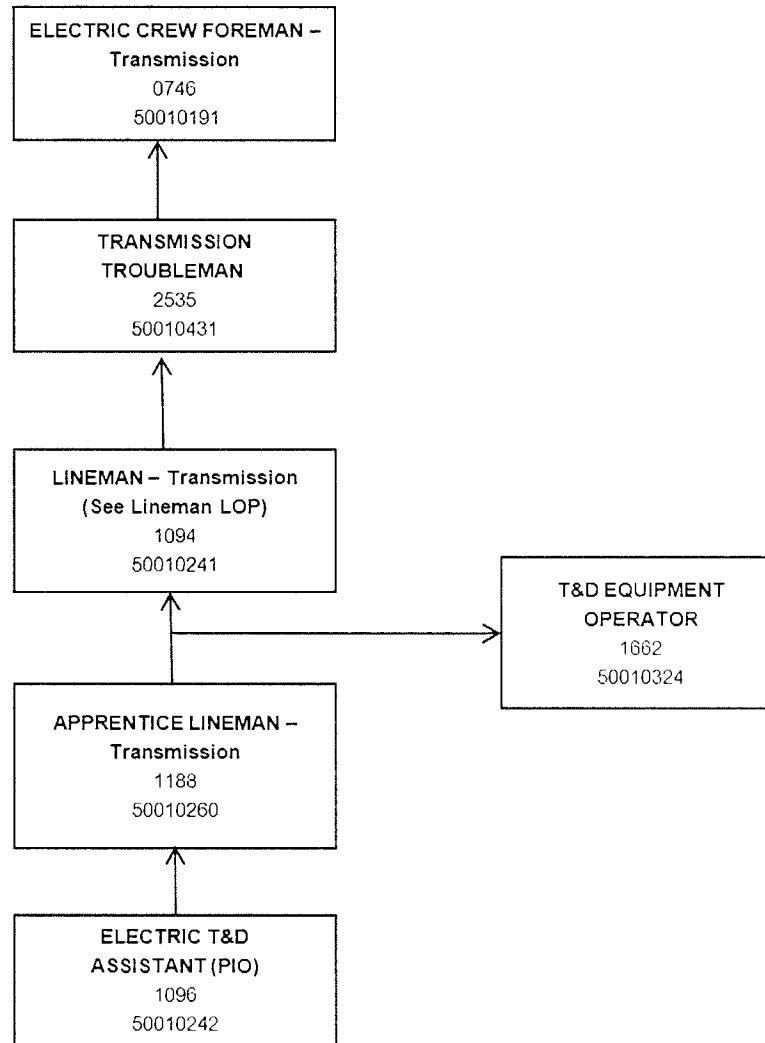 ELECTRIC CREW FOREMAN –
Transmission
0746
50010191
TRANSMISSION
TROUBLEMAN
2535
50010431
LINEMAN – Transmission
(See Lineman LOP)
1094
50010241
T&D EQUIPMENT
OPERATOR
1662
50010324
APPRENTICE LINEMAN –
Transmission
1188
50010260
ELECTRIC T&D
ASSISTANT (PIO)
1096
50010242